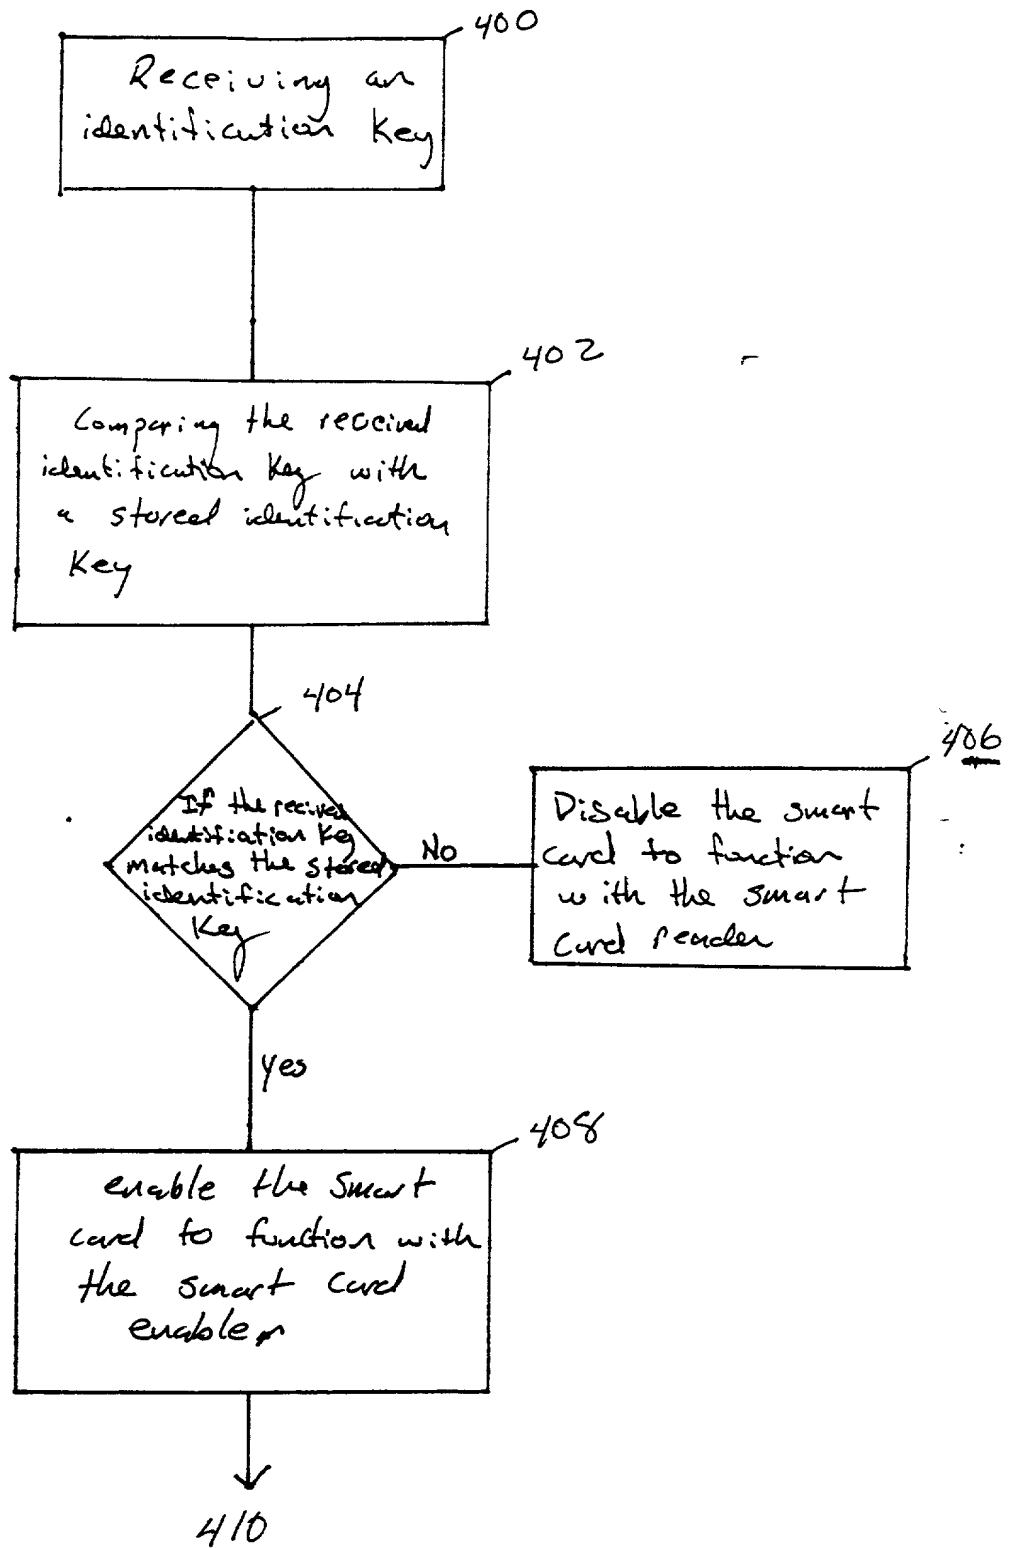 400
Receiving an
identification Key
402
Comparing the received
identification Key with
a stored identification
Key
404
If the recived
identification Key
matches the stored
identification
Key
No
406
Disable the smart
card to function
with the smart
Card reader
Yes
408
enable the smart
card to function with
the smart Card
enabler
410